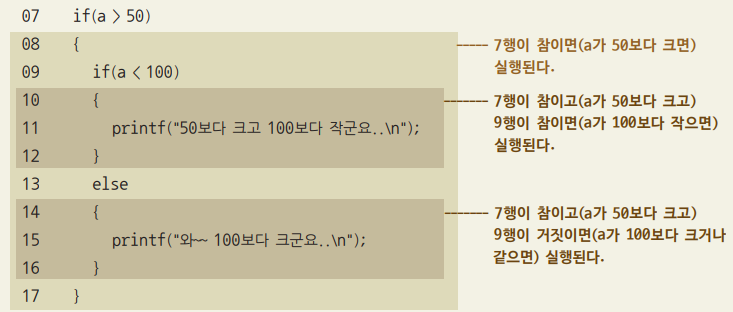 07 if(a > 50)
08 {
7행이 참이면(a가 50보다 크면)
실행된다.
09 if(a < 100)
10 {
7행이 참이고(a가 50보다 크고)
9행이 참이면(a가 100보다 작으면)
실행된다.
11 printf("50보다 크고 100보다 작군요..\n");
12 }
13 else
14 {
7행이 참이고(a가 50보다 크고)
9행이 거짓이면(a가 100보다 크거나
같으면) 실행된다.
15 printf("와~~ 100보다 크군요..\n");
16 }
17 }